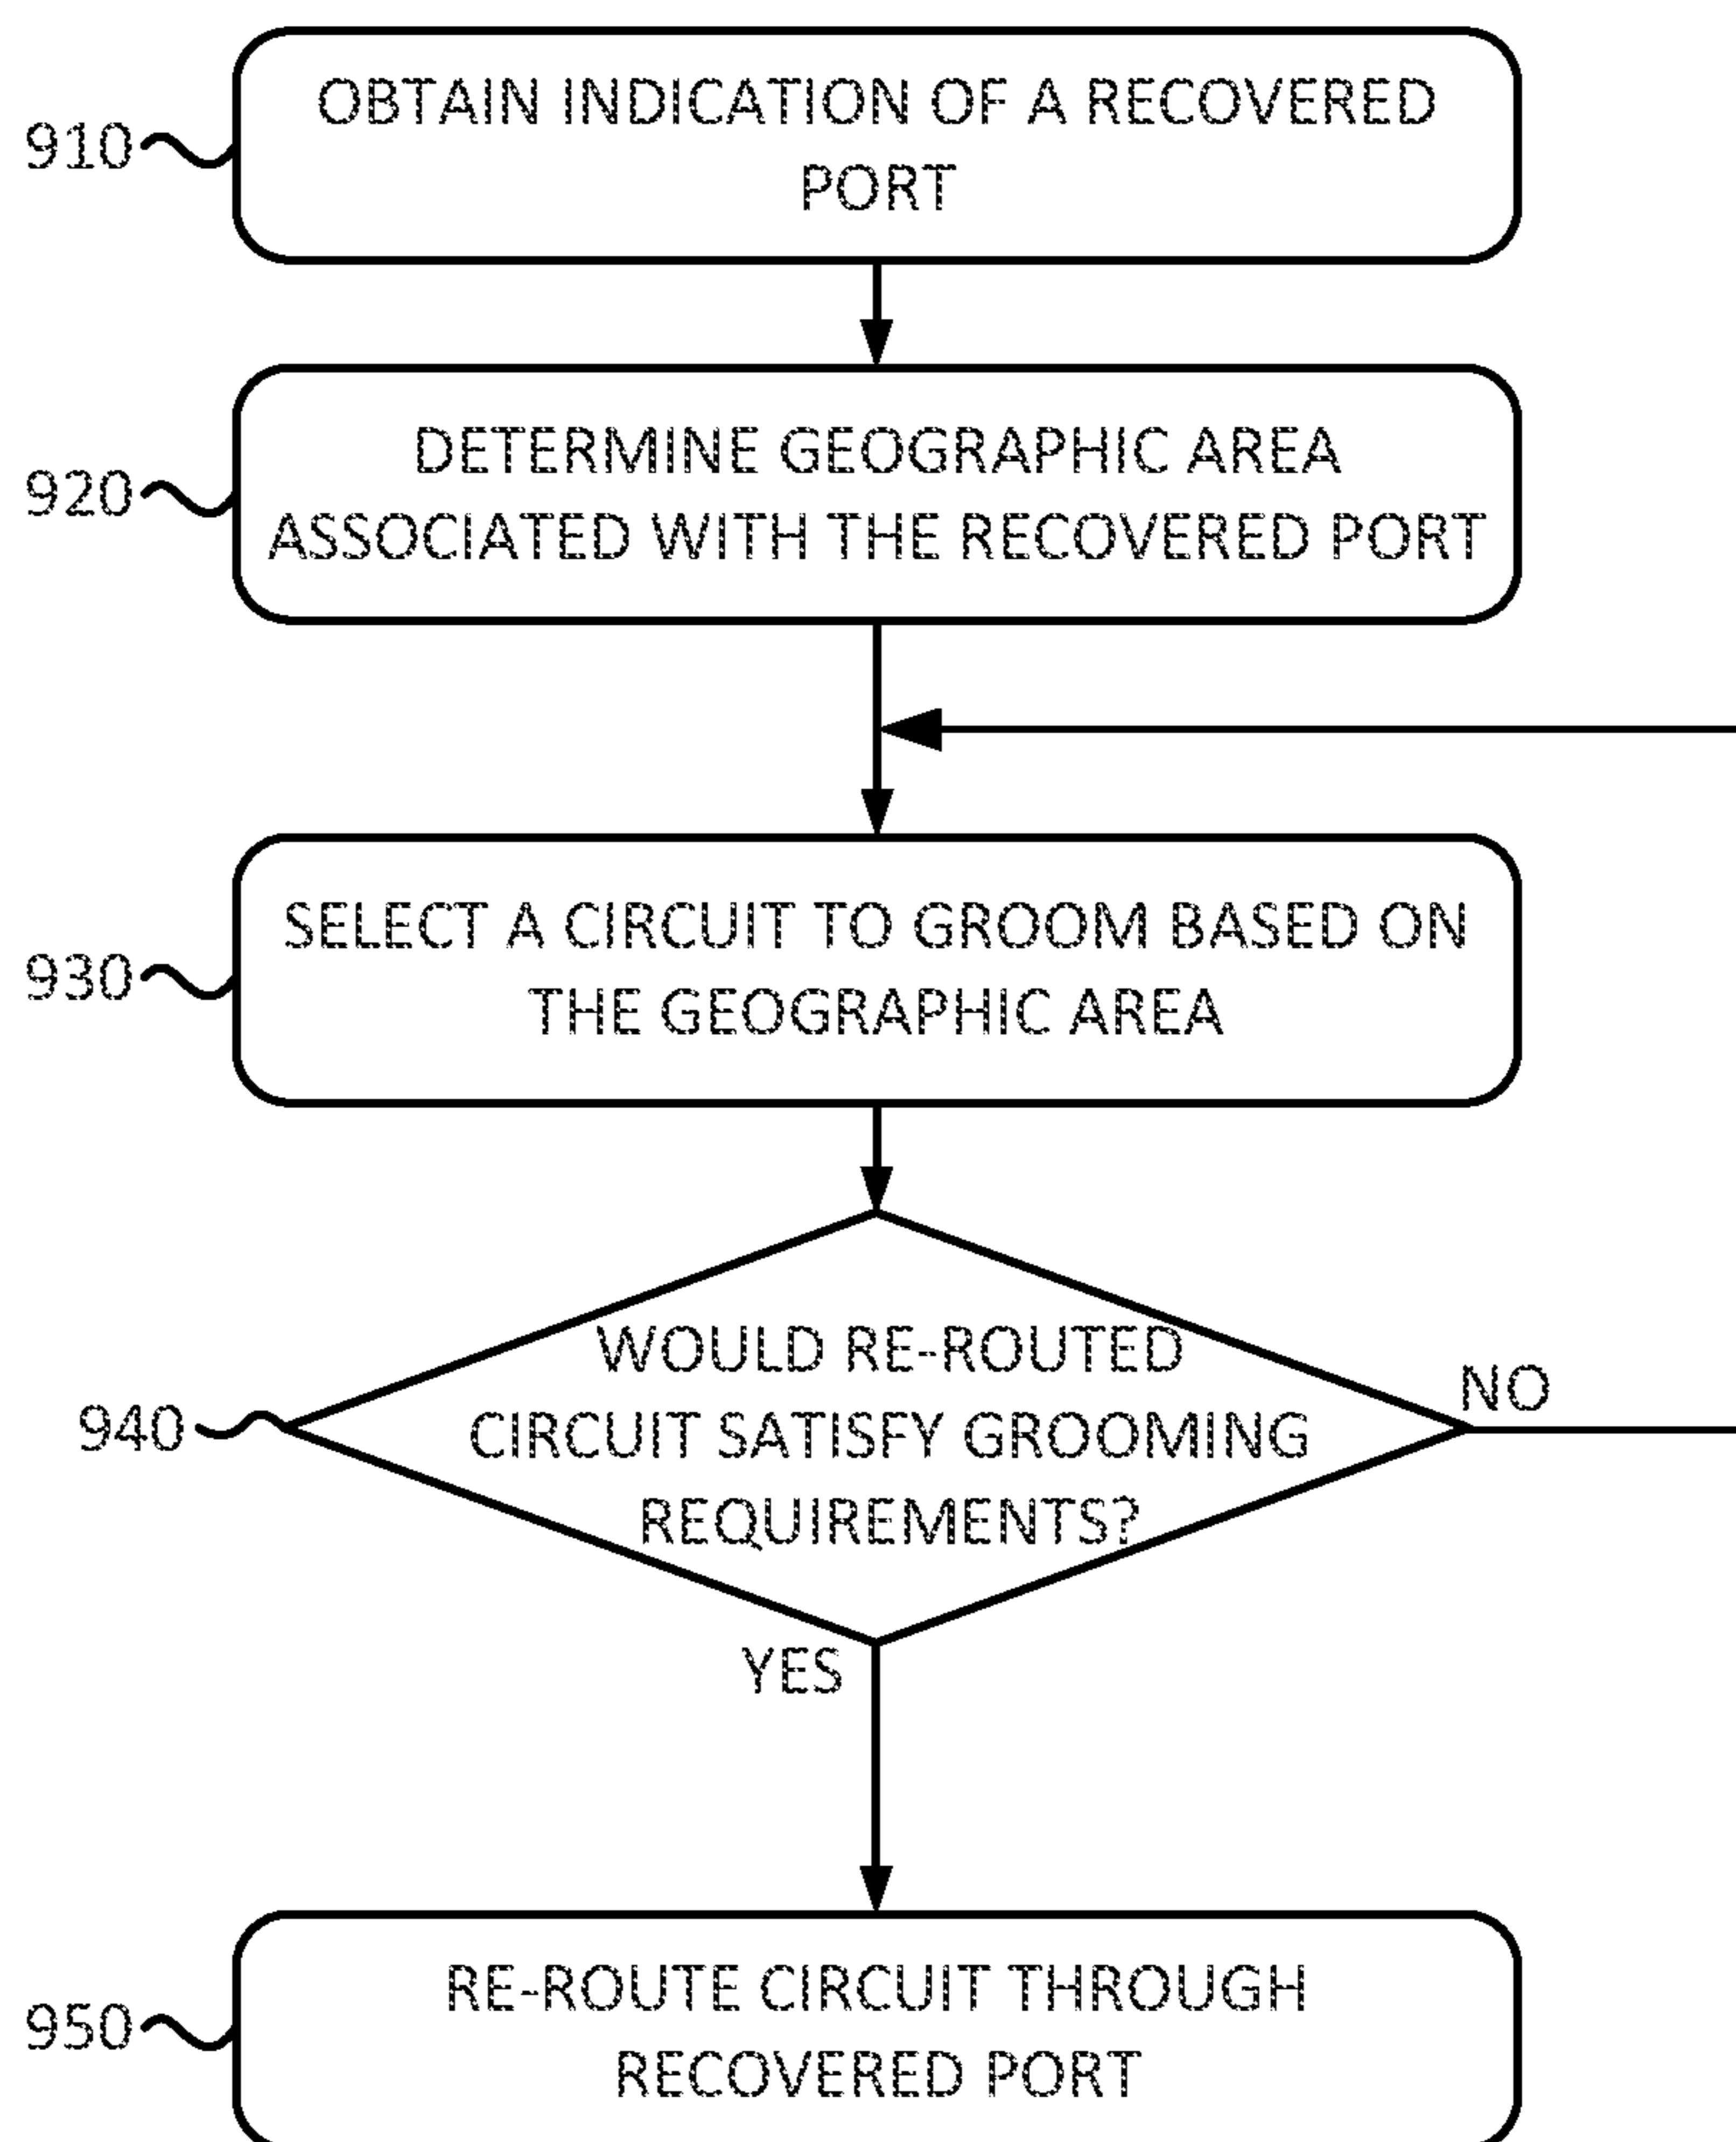 OBTAIN INDICATION OF A RECOVERED
PORT
910
DETERMINE GEOGRAPHIC AREA
ASSOCIATED WITH THE RECOVERED PORT
920
SELECT A CIRCUIT TO GROOM BASED ON
THE GEOGRAPHIC AREA
930
WOULD RE-ROUTED
CIRCUIT SATISFY GROOMING
REQUIREMENTS?
940
NO
YES
RE-ROUTE CIRCUIT THROUGH
RECOVERED PORT
950